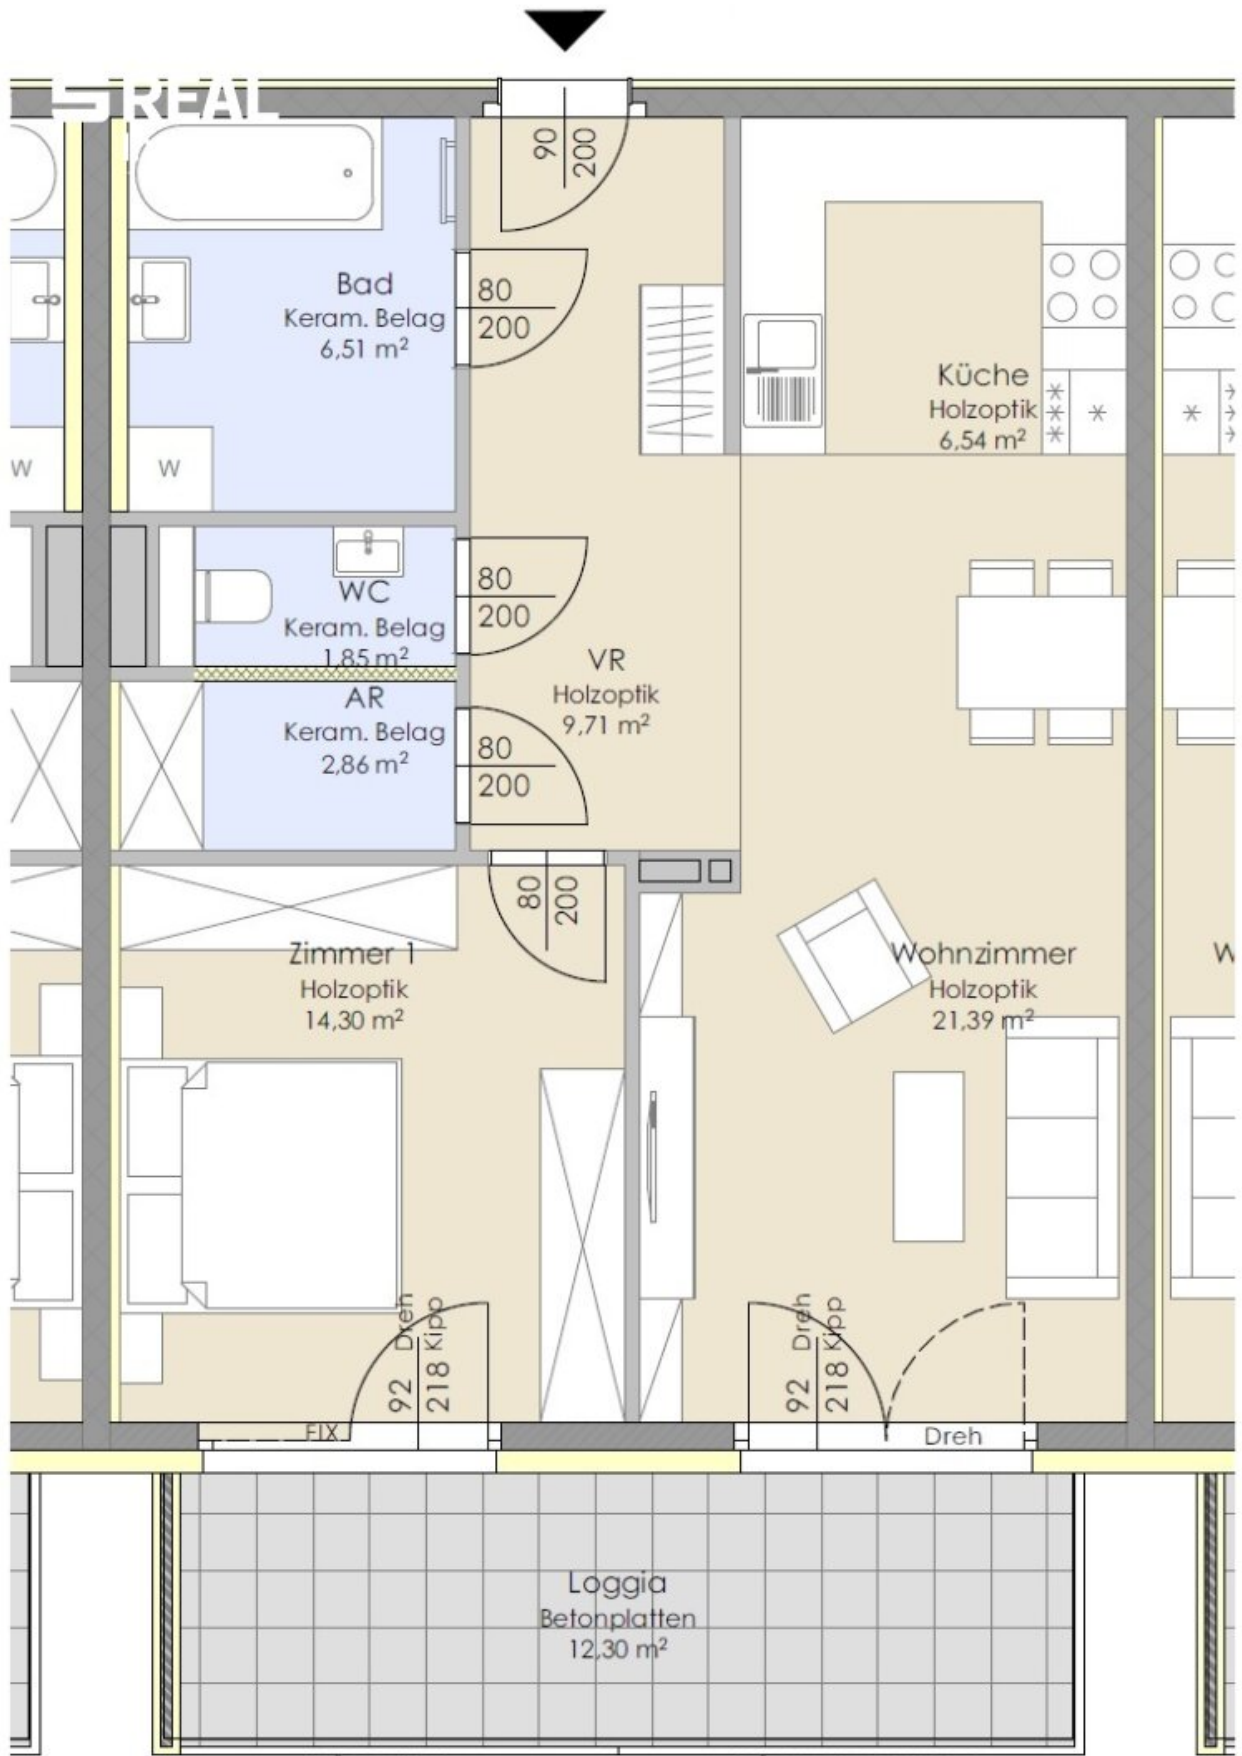 S REAL
90
200
Bad
Keram. Belag
6,51 m²
80
200
Küche
Holzoptik
6,54 m²
W
W
WC
Keram. Belag
1,85 m²
80
200
VR
Holzoptik
9,71 m²
AR
Keram. Belag
2,86 m²
80
200
80
200
Zimmer 1
Holzoptik
14,30 m²
Wohnzimmer
Holzoptik
21,39 m²
W
92 Dreh
218 Kipp
FIX
92 Dreh
218 Kipp
Dreh
Loggia
Betonplatten
12,30 m²